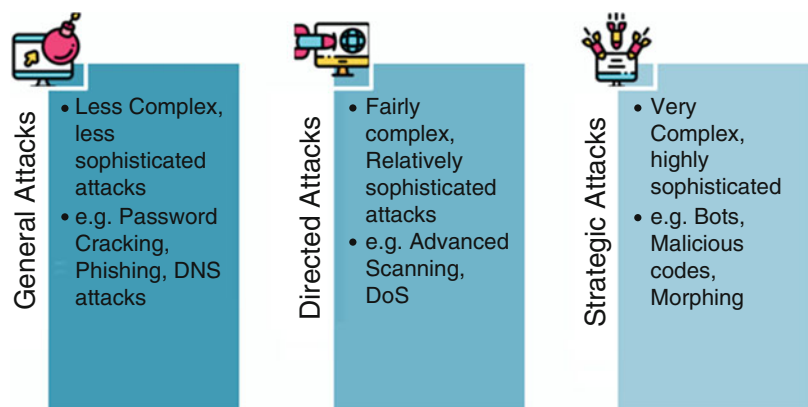 General Attacks
• Less Complex,
less
sophisticated
attacks
• e.g. Password
Cracking,
Phishing, DNS
attacks
Directed Attacks
• Fairly
complex,
Relatively
sophisticated
attacks
• e.g. Advanced
Scanning,
DoS
Strategic Attacks
• Very
Complex,
highly
sophisticated
• e.g. Bots,
Malicious
codes,
Morphing